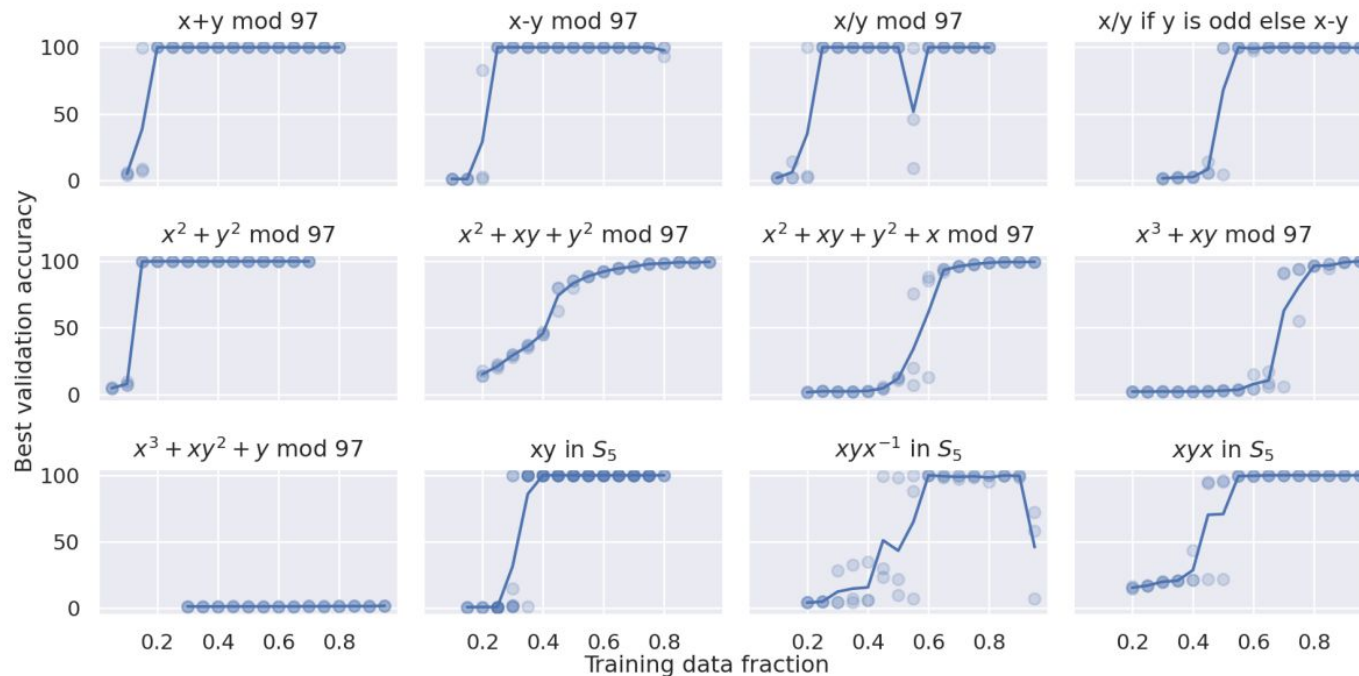 x+y mod 97
x-y mod 97
x/y mod 97
x/y if y is odd else x-y
100
50
0
x² + y² mod 97
x² + xy + y² mod 97
x² + xy + y² + x mod 97
x³ + xy mod 97
100
50
0
x³ + xy² + y mod 97
xy in S₅
xyx⁻¹ in S₅
xyx in S₅
100
50
0
0.2 0.4 0.6 0.8
0.2 0.4 0.6 0.8
0.2 0.4 0.6 0.8
0.2 0.4 0.6 0.8
Best validation accuracy
Training data fraction